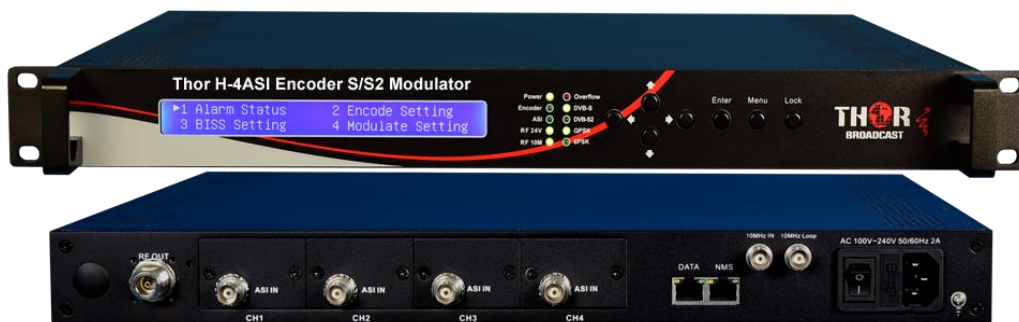 Thor H-4ASI Encoder S/S2 Modulator
1 Alarm Status 2 Encode Setting
3 BISS Setting 4 Modulate Setting
Power Overflow
Encoder DVB-S
ASI DVB-S2
RF 24V QPSK
RF 10M 8PSK
Enter Menu Lock
THOR
BROADCAST
RF OUT
ASI IN ASI IN ASI IN ASI IN
CH1 CH2 CH3 CH4
DATA NMS
10MHz IN 10MHz Loop
AC 100V~240V 50/60Hz 2A